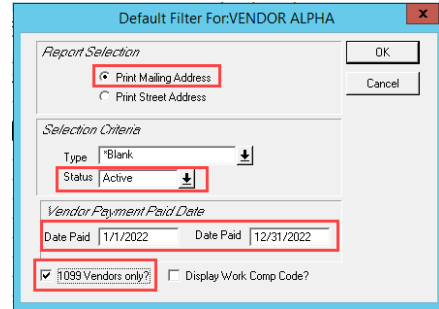 Default Filter For:VENDOR ALPHA
x
Report Selection
OK
Print Mailing Address
Cancel
Print Street Address
Selection Criteria
Type *Blank
Status Active
Vendor Payment Paid Date
Date Paid 1/1/2022 Date Paid 12/31/2022
1099 Vendors only? Display Work Comp Code?